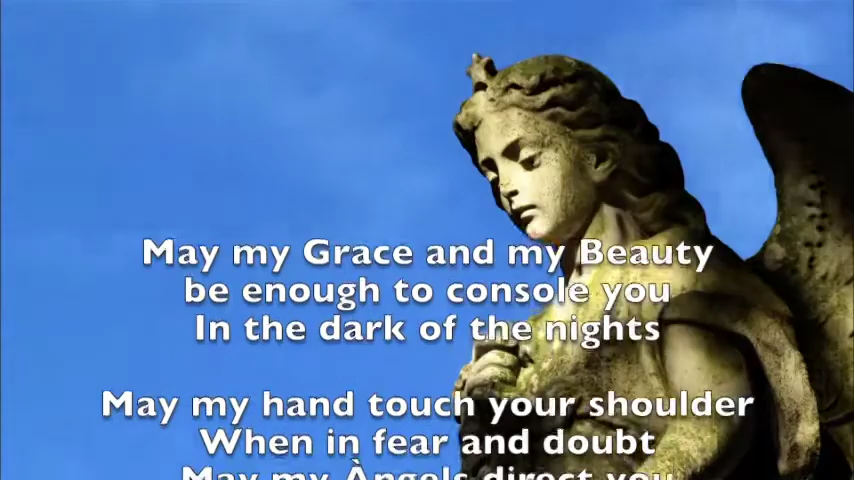 May my Grace and my Beauty
be enough to console you
In the dark of the nights
May my hand touch your shoulder
When in fear and doubt
May my Àngels direct you